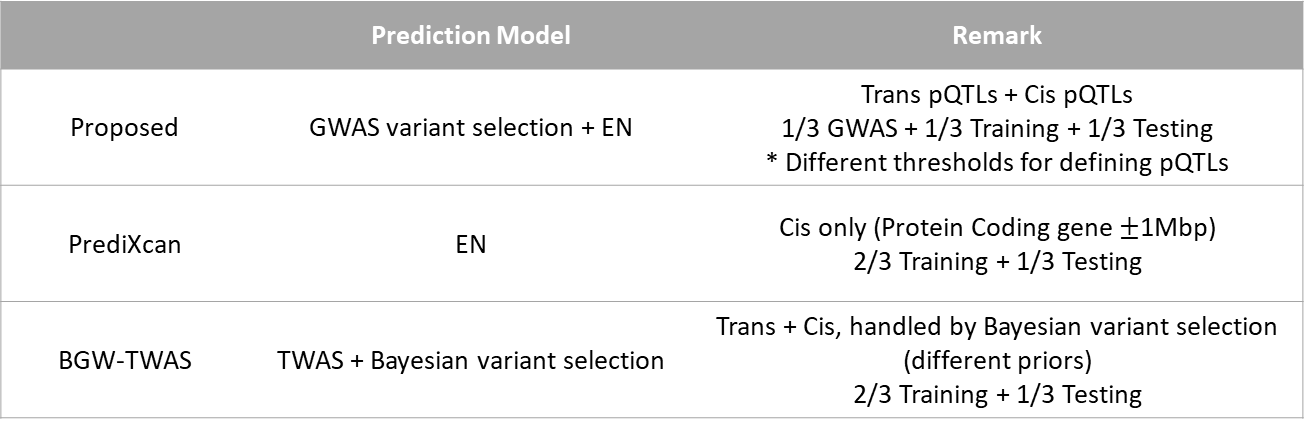 Prediction Model
Remark
Proposed
GWAS variant selection + EN
Trans pQTLs + Cis pQTLs
1/3 GWAS + 1/3 Training + 1/3 Testing
* Different thresholds for defining pQTLs
PrediXcan
EN
Cis only (Protein Coding gene ±1Mbp)
2/3 Training + 1/3 Testing
BGW-TWAS
TWAS + Bayesian variant selection
Trans + Cis, handled by Bayesian variant selection
(different priors)
2/3 Training + 1/3 Testing